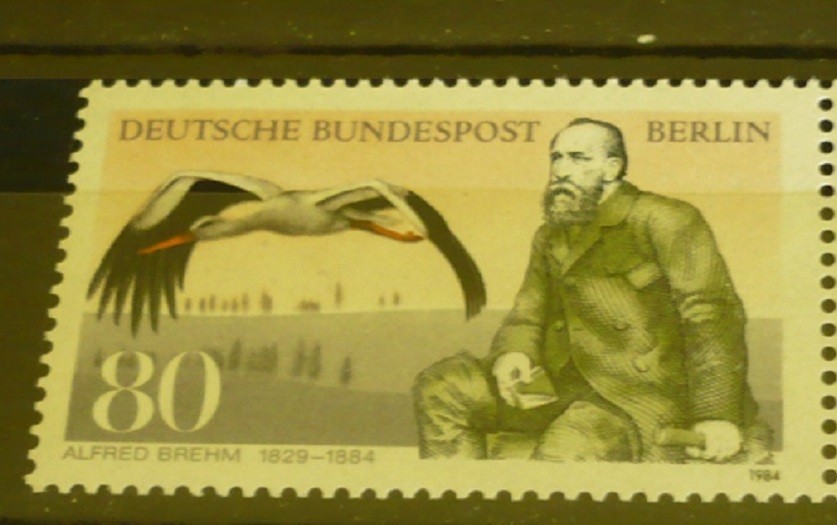 DEUTSCHE BUNDESPOST BERLIN
80
ALFRED BREHM 1829–1884
1984